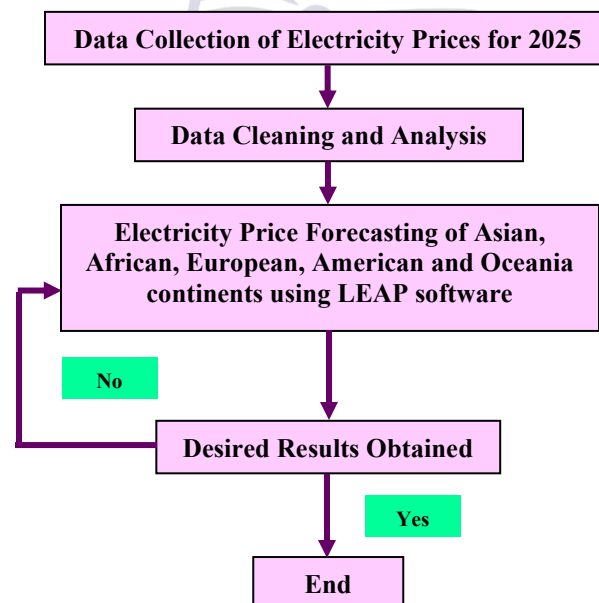 Data Collection of Electricity Prices for 2025
Data Cleaning and Analysis
Electricity Price Forecasting of Asian,
African, European, American and Oceania
continents using LEAP software
No
Desired Results Obtained
Yes
End